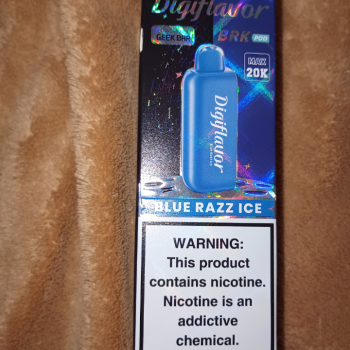 Digiflavor
GEEK BAR
BRK POD
MAX
20K
Digiflavor
BLUE RAZZ ICE
WARNING:
This product
contains nicotine.
Nicotine is an
addictive
chemical.